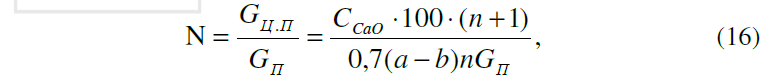 N = G_{Ц.П} / G_П = C_{CaO} · 100 · (n + 1) / 0,7(a − b)nG_П , (16)